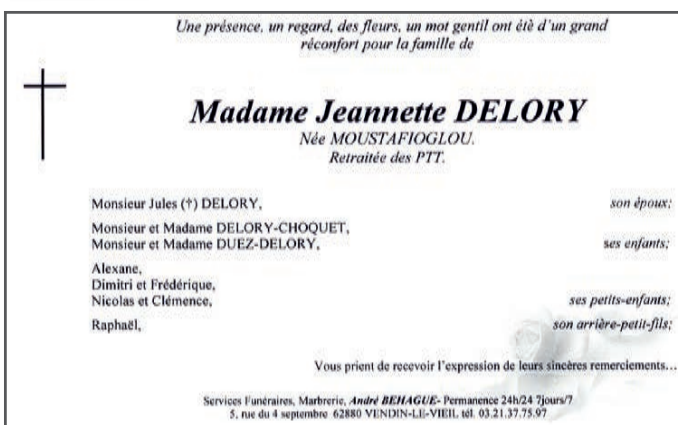 Une présence, un regard, des fleurs, un mot gentil ont étè d'un grand
réconfort pour la famille de
Madame Jeannette DELORY
Née MOUSTAFIOGLOU.
Retraitée des PTT.
Monsieur Jules (†) DELORY, son époux;
Monsieur et Madame DELORY-CHOQUET,
Monsieur et Madame DUEZ-DELORY, ses enfants;
Alexane,
Dimitri et Frédérique,
Nicolas et Clémence, ses petits-enfants;
Raphaël, son arrière-petit-fils;
Vous prient de recevoir l'expression de leurs sincères remerciements...
Services Funéraires, Marbrerie, André BEHAGUE- Permanence 24h/24 7jours/7
5, rue du 4 septembre 62880 VENDIN-LE-VIEIL tél. 03.21.37.75.97